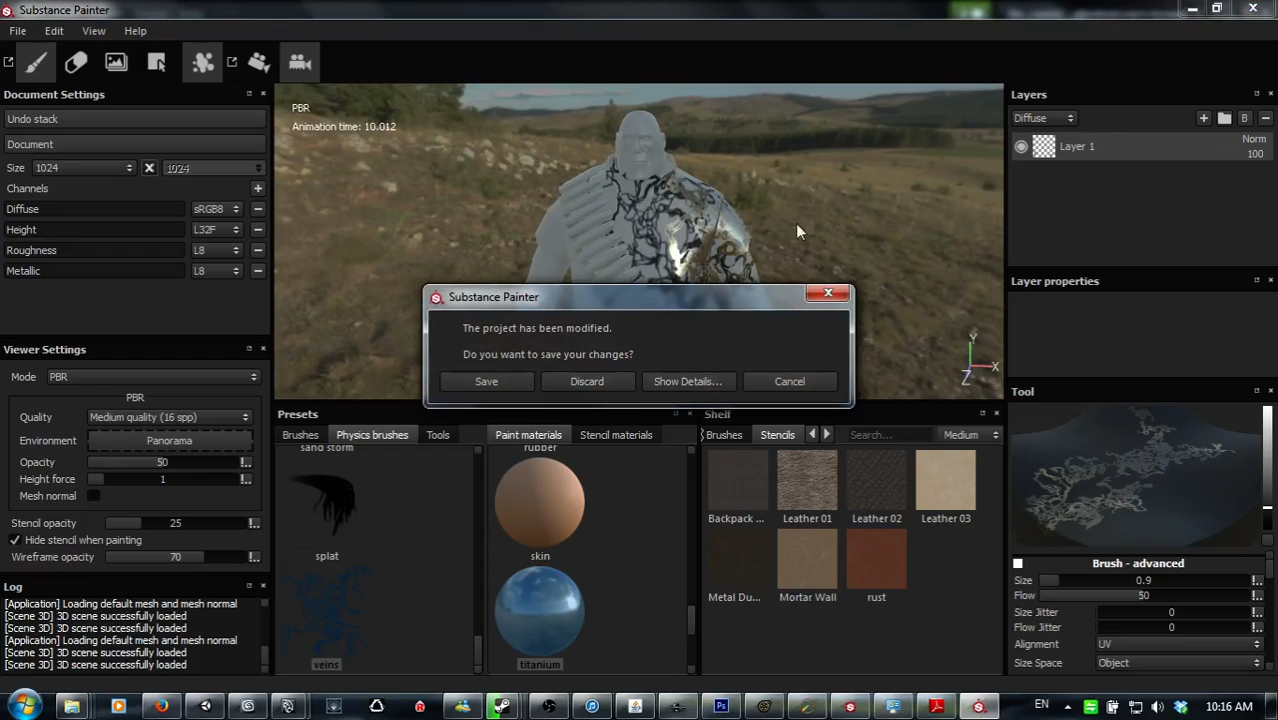 Substance Painter
File Edit View Help
Document Settings
Undo stack
Document
Size 1024 X 1024
Channels +
Diffuse sRGB8 -
Height L32F -
Roughness L8 -
Metallic L8 -
Viewer Settings
Mode PBR
PBR
Quality Medium quality (16 spp)
Environment Panorama
Opacity 50
Height force 1
Mesh normal
Stencil opacity 25
Hide stencil when painting
Wireframe opacity 70
Log
[Application] Loading default mesh and mesh normal
[Scene 3D] 3D scene successfully loaded
[Scene 3D] 3D scene successfully loaded
[Application] Loading default mesh and mesh normal
[Scene 3D] 3D scene successfully loaded
[Scene 3D] 3D scene successfully loaded
PBR
Animation time: 10.012
Y
X
Z
Substance Painter
The project has been modified.
Do you want to save your changes?
Save Discard Show Details... Cancel
Presets
Brushes Physics brushes Tools
sand storm
splat
veins
Paint materials Stencil materials
rubber
skin
titanium
Shelf
Brushes Stencils Search... Medium
Backpack ... Leather 01 Leather 02 Leather 03
Metal Du... Mortar Wall rust
Layers
Diffuse + B -
Layer 1 Norm
100
Layer properties
Tool
Brush - advanced
Size 0.9
Flow 50
Size Jitter 0
Flow Jitter 0
Alignment UV
Size Space Object
Ps
EN 10:16 AM